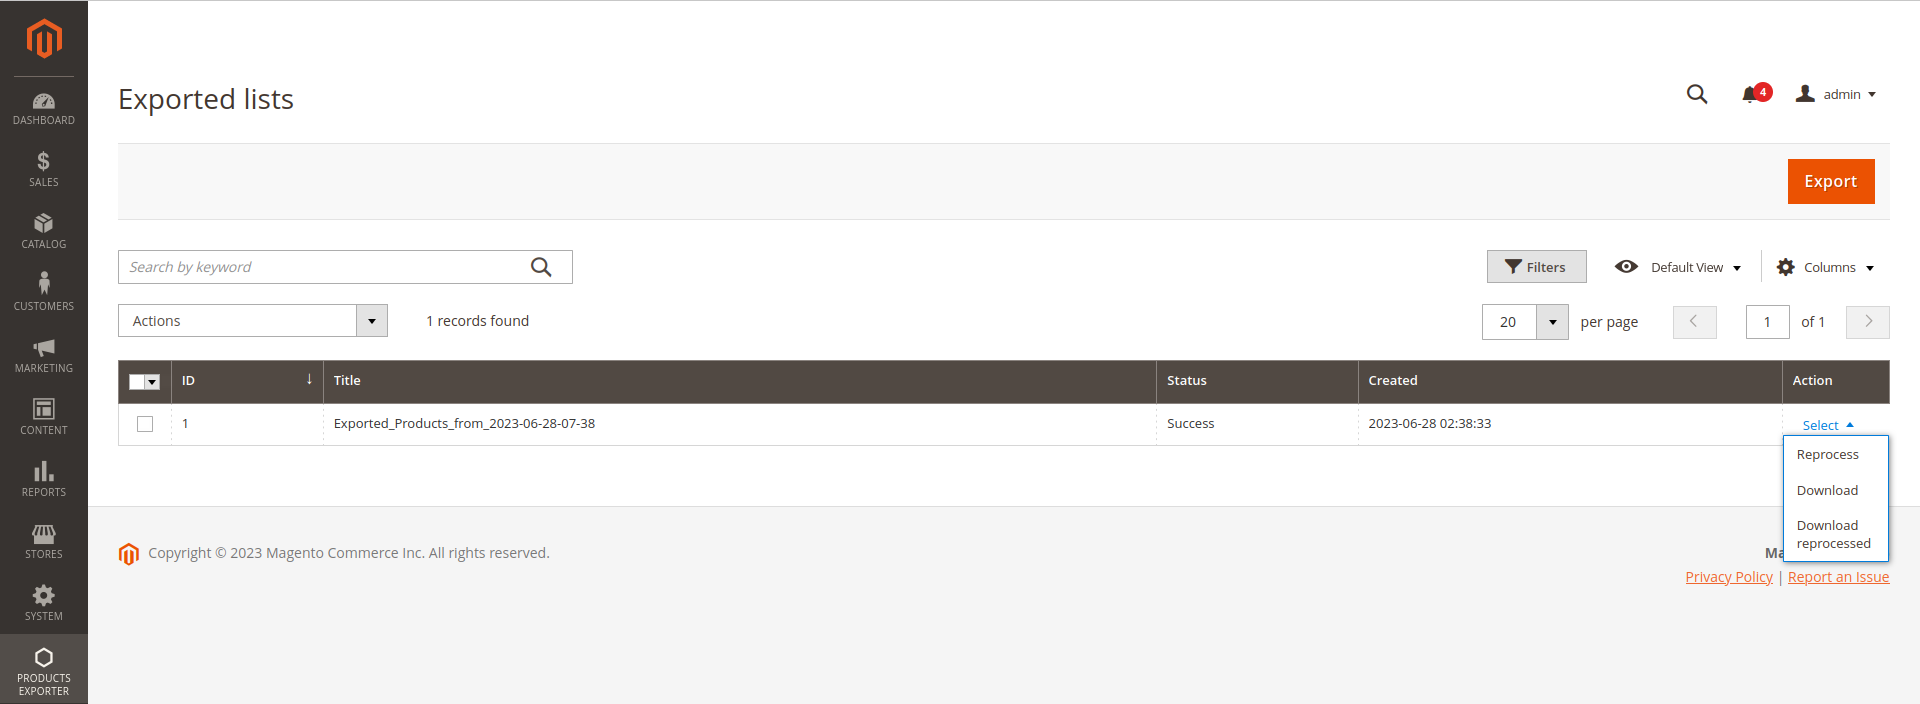 DASHBOARD
SALES
CATALOG
CUSTOMERS
MARKETING
CONTENT
REPORTS
STORES
SYSTEM
PRODUCTS
EXPORTER
Exported lists
4
admin
Export
Search by keyword
Filters
Default View
Columns
Actions
1 records found
20
per page
1
of 1
ID ↓ Title Status Created Action
1 Exported_Products_from_2023-06-28-07-38 Success 2023-06-28 02:38:33 Select
Reprocess
Download
Download
reprocessed
Copyright © 2023 Magento Commerce Inc. All rights reserved.
Privacy Policy | Report an Issue